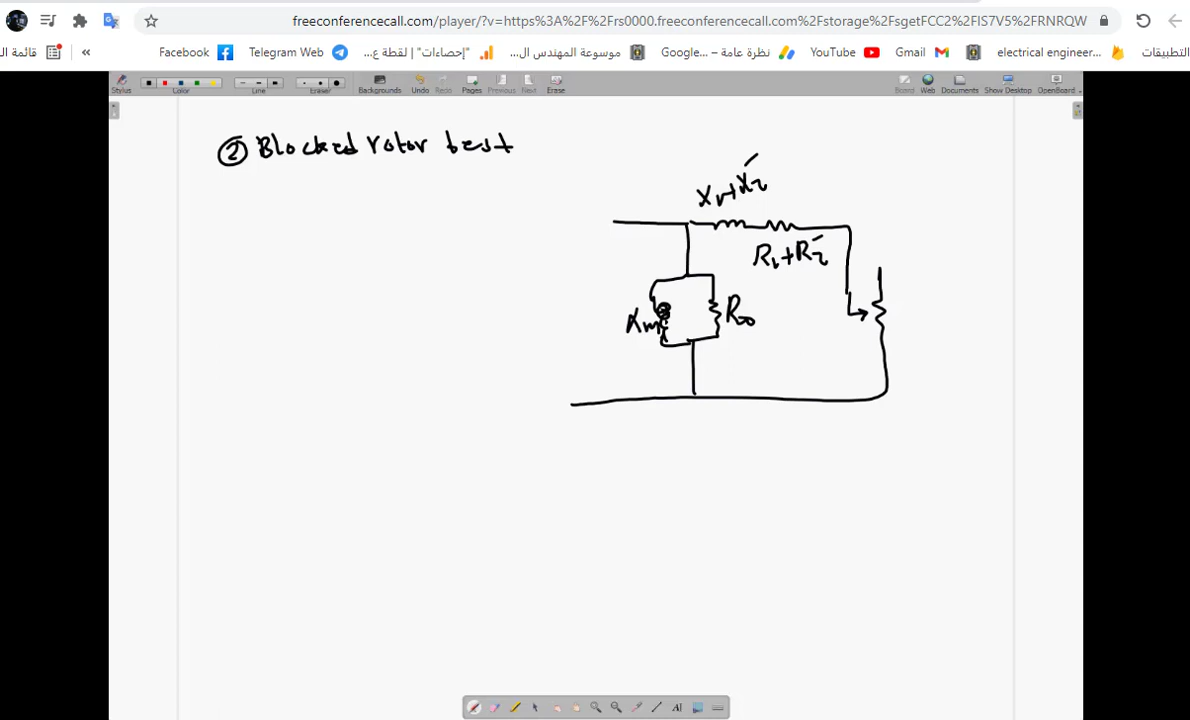 freeconferencecall.com/player/?v=https%3A%2F%2Frs0000.freeconferencecall.com%2Fstorage%2FsgetFCC2%2FIS7V5%2FRNRQW
Facebook
Telegram Web
إحصاءات" | لقطة ع...
موسوعة المهندس ال...
نظرة عامة – Google...
YouTube
Gmail
electrical engineer...
التطبيقات
قائمة
Stylus
Color
Line
Eraser
Backgrounds
Undo
Redo
Pages
Previous
Next
Erase
Board
Web
Documents
Show Desktop
OpenBoard
② Blocked rotor test
X₁+X₂́
R₁+R₂́
Xm
R∞